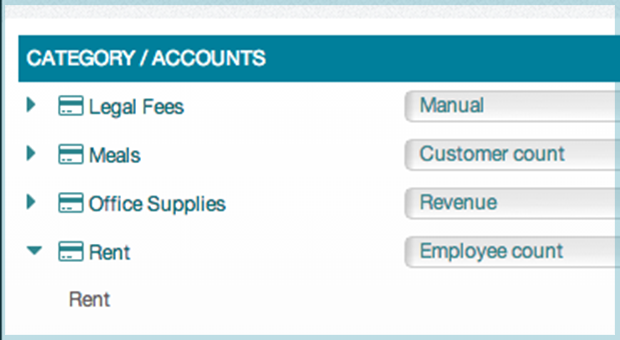 CATEGORY / ACCOUNTS
Legal Fees Manual
Meals Customer count
Office Supplies Revenue
Rent Employee count
Rent